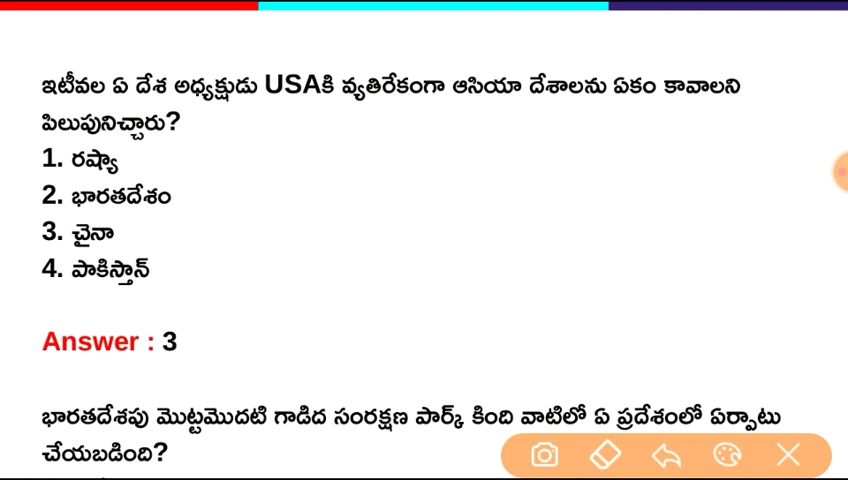 ఇటీవల ఏ దేశ అధ్యక్షుడు USAకి వ్యతిరేకంగా ఆసియా దేశాలను ఏకం కావాలని
పిలుపునిచ్చారు?
1. రష్యా
2. భారతదేశం
3. చైనా
4. పాకిస్తాన్
Answer : 3
భారతదేశపు మొట్టమొదటి గాడిద సంరక్షణ పార్క్ కింది వాటిలో ఏ ప్రదేశంలో ఏర్పాటు
చేయబడింది?